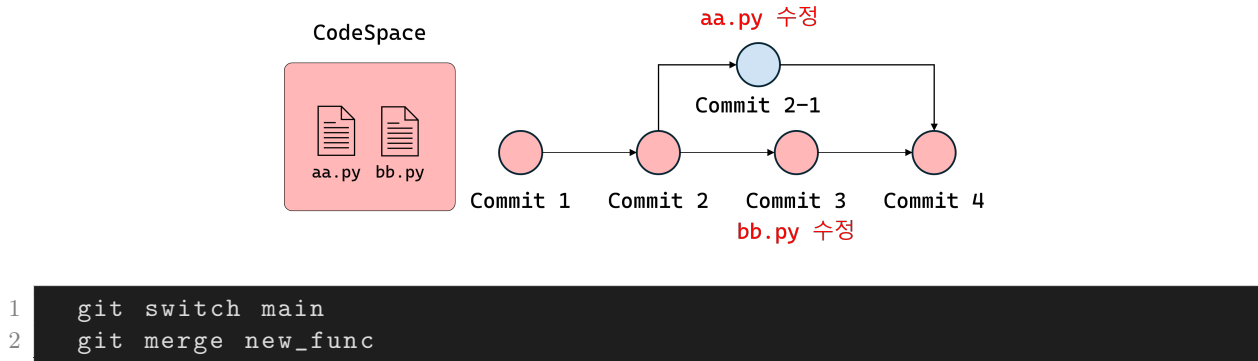 aa.py 수정
CodeSpace
Commit 2-1
aa.py bb.py
Commit 1 Commit 2 Commit 3 Commit 4
bb.py 수정
1 git switch main
2 git merge new_func